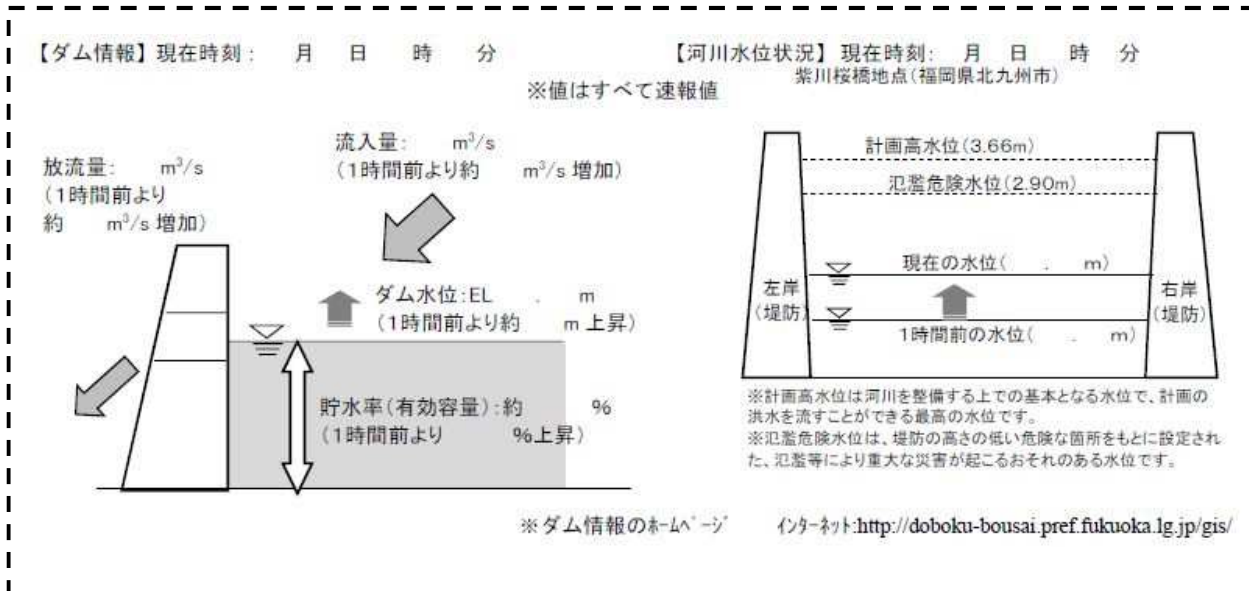 【ダム情報】現在時刻： 月 日 時 分
【河川水位状況】 現在時刻： 月 日 時 分
紫川桜橋地点（福岡県北九州市）
※値はすべて速報値
流入量： m³/s
（１時間前より約 m³/s 増加）
放流量： m³/s
（１時間前より
約 m³/s 増加）
ダム水位：EL . m
（１時間前より約 m 上昇）
貯水率（有効容量）：約 %
（１時間前より %上昇）
計画高水位（3.66m）
氾濫危険水位（2.90m）
現在の水位（ . m）
1時間前の水位（ . m）
左岸
（堤防）
右岸
（堤防）
※計画高水位は河川を整備する上での基本となる水位で、計画の
洪水を流すことができる最高の水位です。
※氾濫危険水位は、堤防の高さの低い危険な箇所をもとに設定され
た、氾濫等により重大な災害が起こるおそれのある水位です。
※ダム情報のﾎｰﾑﾍﾟｰｼﾞ ｲﾝﾀｰﾈｯﾄ:http://doboku-bousai.pref.fukuoka.lg.jp/gis/